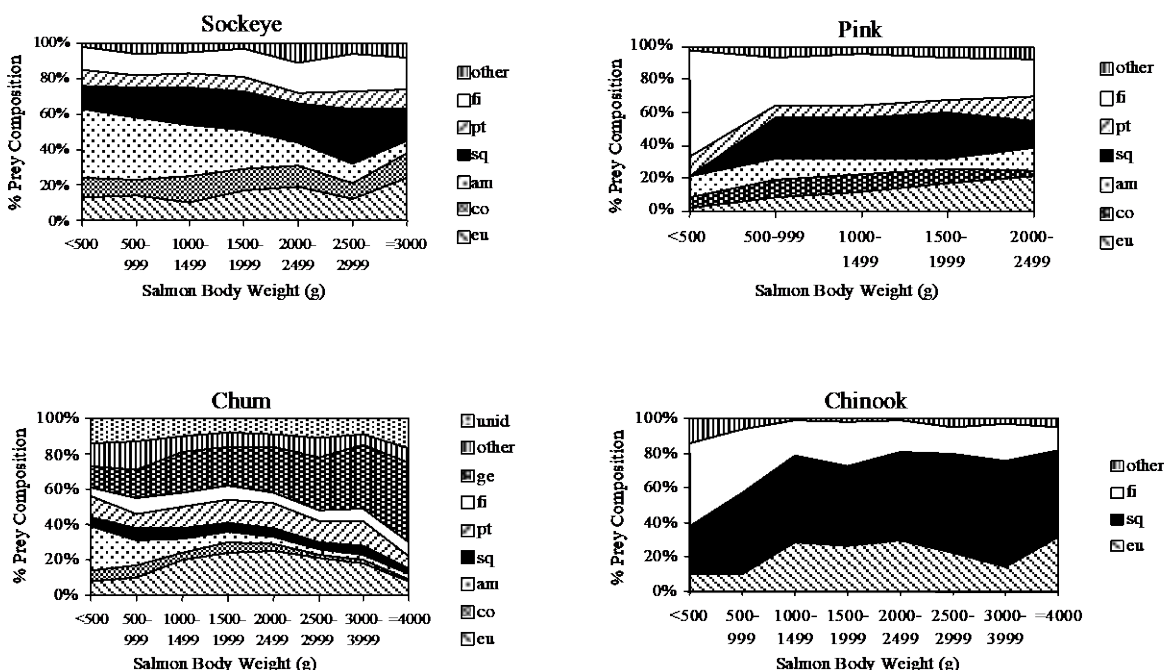 Sockeye
100%
80%
60%
40%
20%
0%
% Prey Composition
<500 500- 1000- 1500- 2000- 2500- =3000
999 1499 1999 2499 2999
Salmon Body Weight (g)
other
fi
pt
sq
am
co
eu
Pink
100%
80%
60%
40%
20%
0%
% Prey Composition
<500 500-999 1000- 1500- 2000-
1499 1999 2499
Salmon Body Weight (g)
other
fi
pt
sq
am
co
eu
Chum
100%
80%
60%
40%
20%
0%
% Prey Composition
<500 500- 1000- 1500- 2000- 2500- 3000- =4000
999 1499 1999 2499 2999 3999
Salmon Body Weight (g)
unid
other
ge
fi
pt
sq
am
co
eu
Chinook
100%
80%
60%
40%
20%
0%
% Prey Composition
<500 500- 1000- 1500- 2000- 2500- 3000- =4000
999 1499 1999 2499 2999 3999
Salmon Body Weight (g)
other
fi
sq
eu